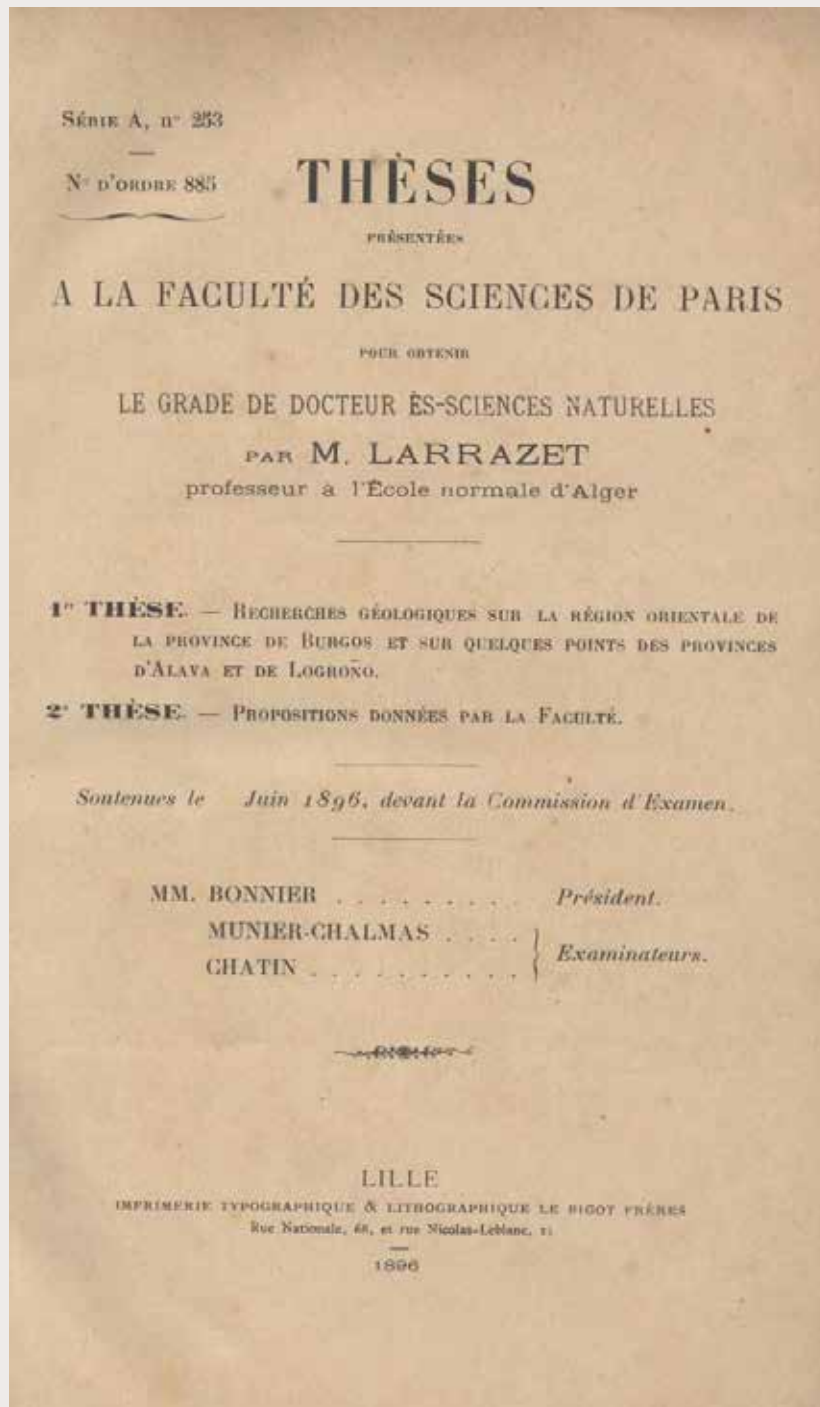 SÉRIE A, n° 253
N° D'ORDRE 885
THÈSES
PRÉSENTÉES
A LA FACULTÉ DES SCIENCES DE PARIS
POUR OBTENIR
LE GRADE DE DOCTEUR ÈS-SCIENCES NATURELLES
PAR M. LARRAZET
professeur a l'École normale d'Alger
1re THÈSE. — RECHERCHES GÉOLOGIQUES SUR LA RÉGION ORIENTALE DE
LA PROVINCE DE BURGOS ET SUR QUELQUES POINTS DES PROVINCES
D'ALAVA ET DE LOGROÑO.
2e THÈSE. — PROPOSITIONS DONNÉES PAR LA FACULTÉ.
Soutenues le Juin 1896, devant la Commission d'Examen.
MM. BONNIER . . . . . . . . . Président.
MUNIER-CHALMAS . . . .
CHATIN . . . . . . . . . . Examinateurs.
LILLE
IMPRIMERIE TYPOGRAPHIQUE & LITHOGRAPHIQUE LE BIGOT FRÈRES
Rue Nationale, 68, et rue Nicolas-Leblanc,
1896